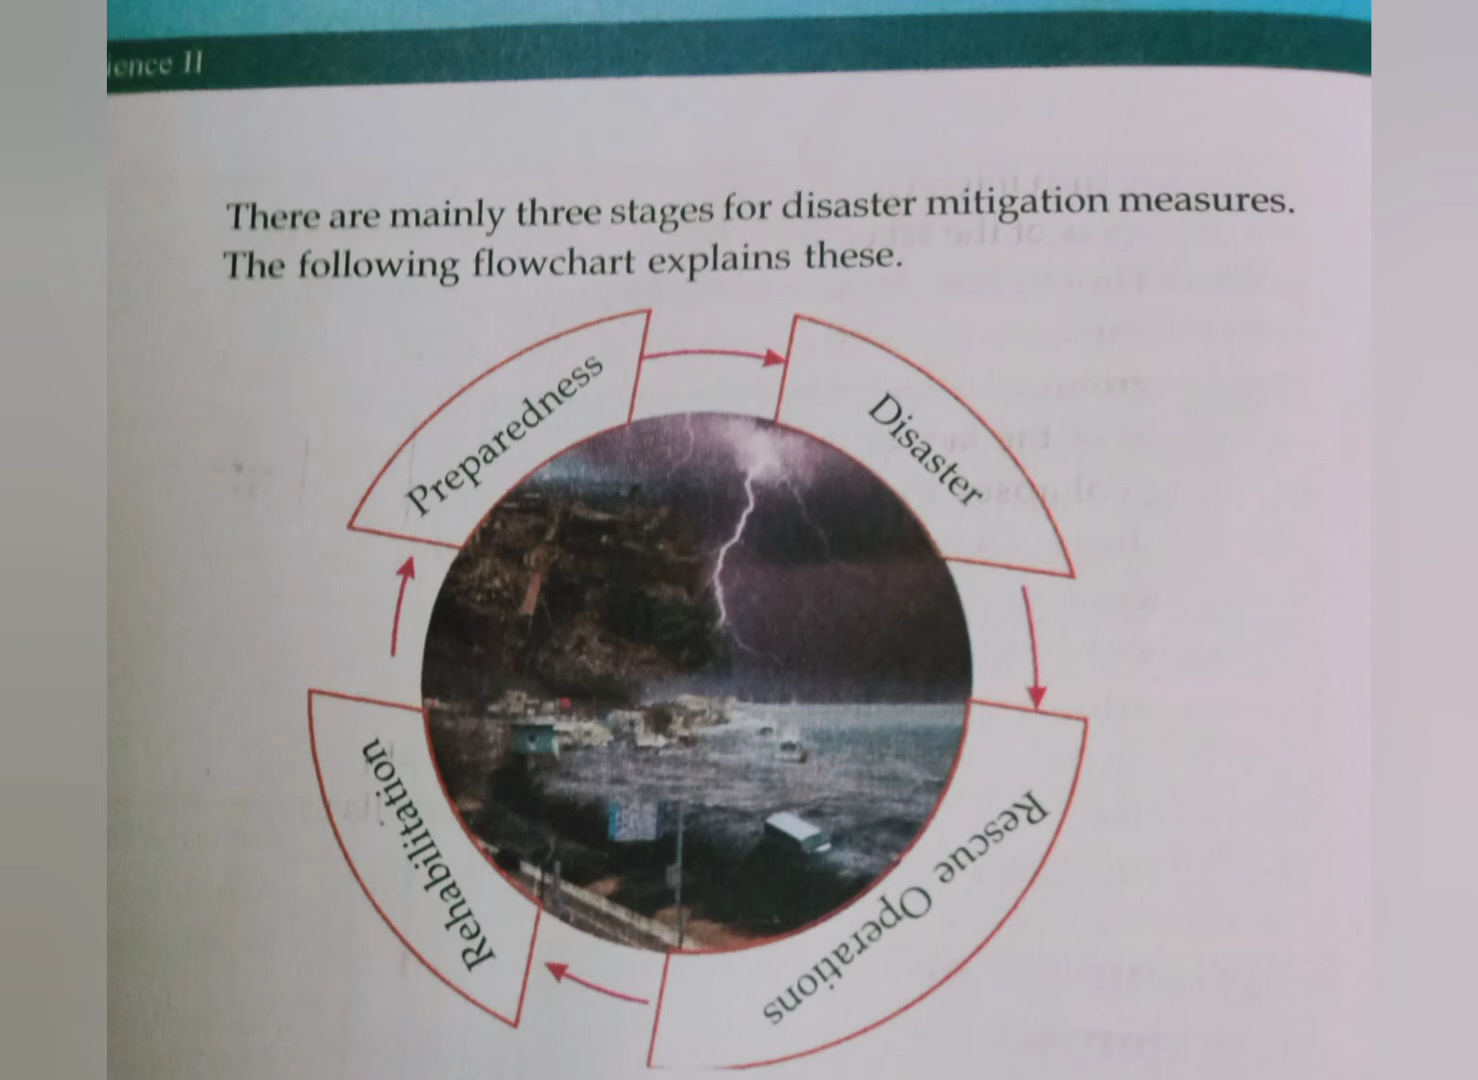 ience II
There are mainly three stages for disaster mitigation measures.
The following flowchart explains these.
Preparedness
Disaster
Rescue Operations
Rehabilitation